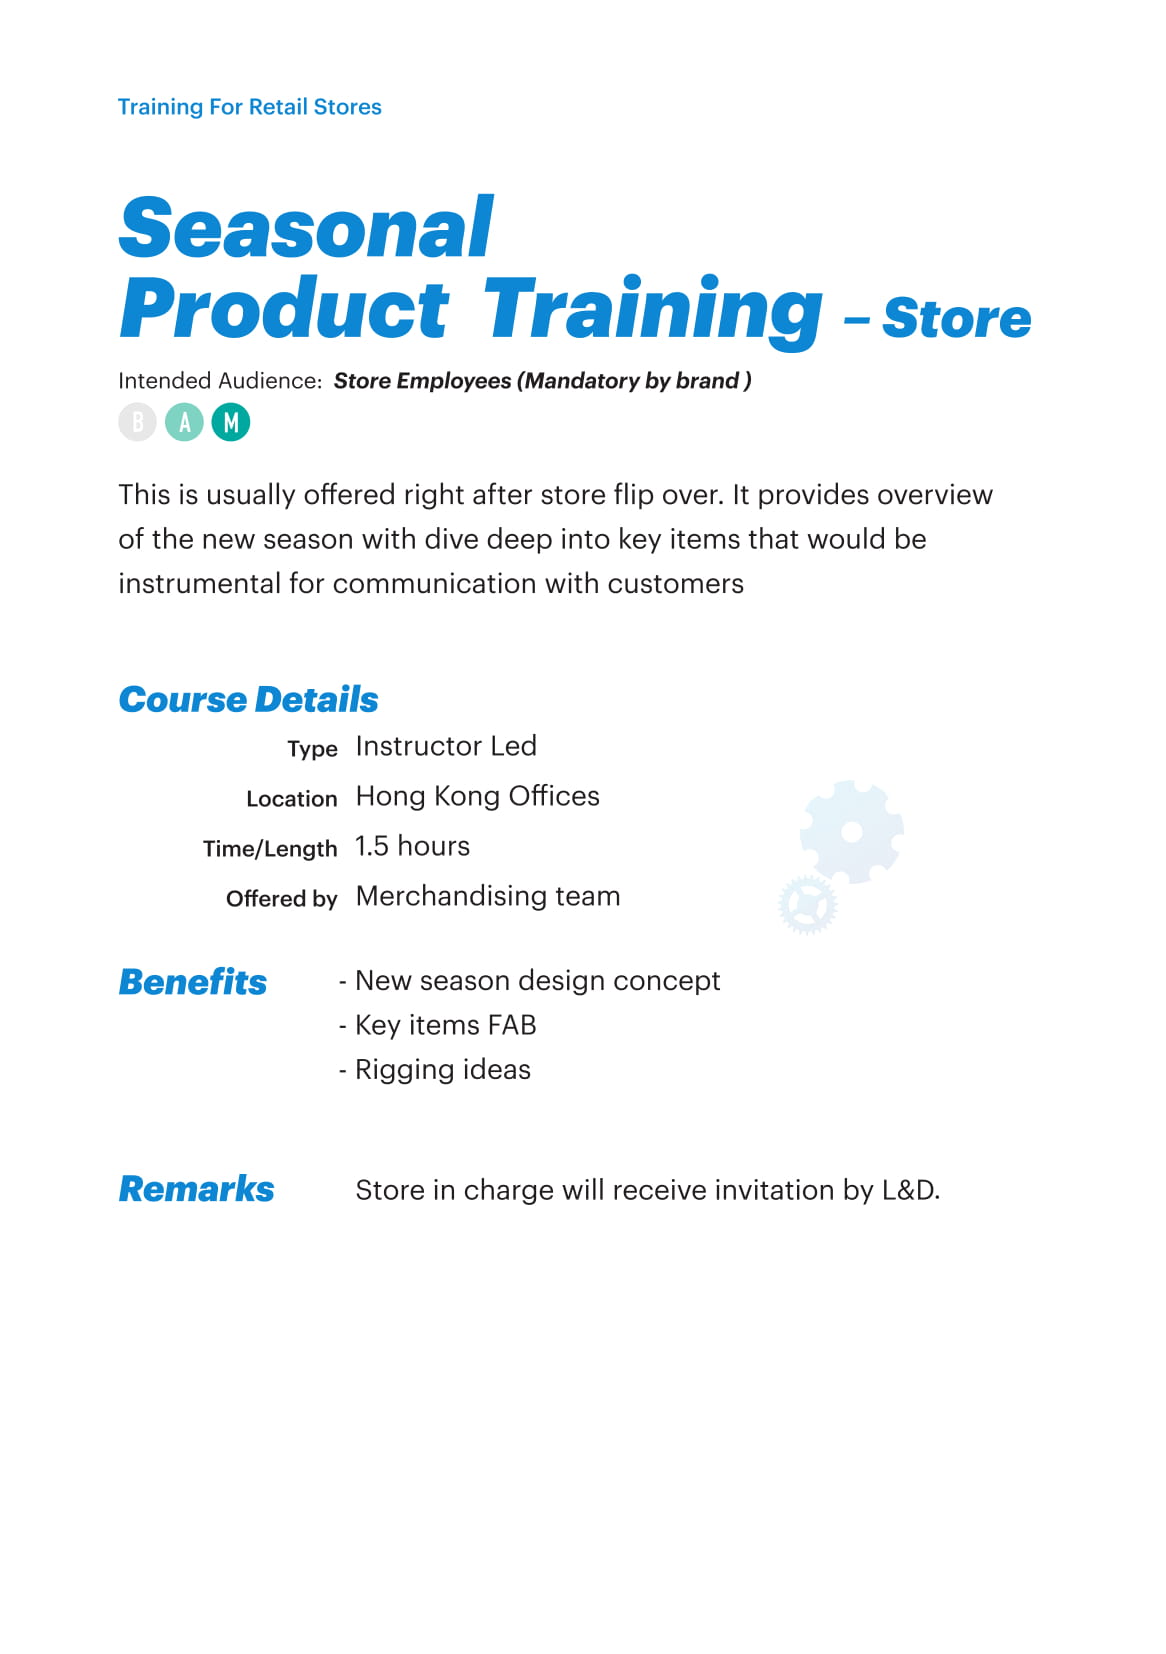 Training For Retail Stores
Seasonal
Product Training – Store
Intended Audience: Store Employees (Mandatory by brand )
B A M
This is usually offered right after store flip over. It provides overview
of the new season with dive deep into key items that would be
instrumental for communication with customers
Course Details
Type Instructor Led
Location Hong Kong Offices
Time/Length 1.5 hours
Offered by Merchandising team
Benefits - New season design concept
- Key items FAB
- Rigging ideas
Remarks Store in charge will receive invitation by L&D.